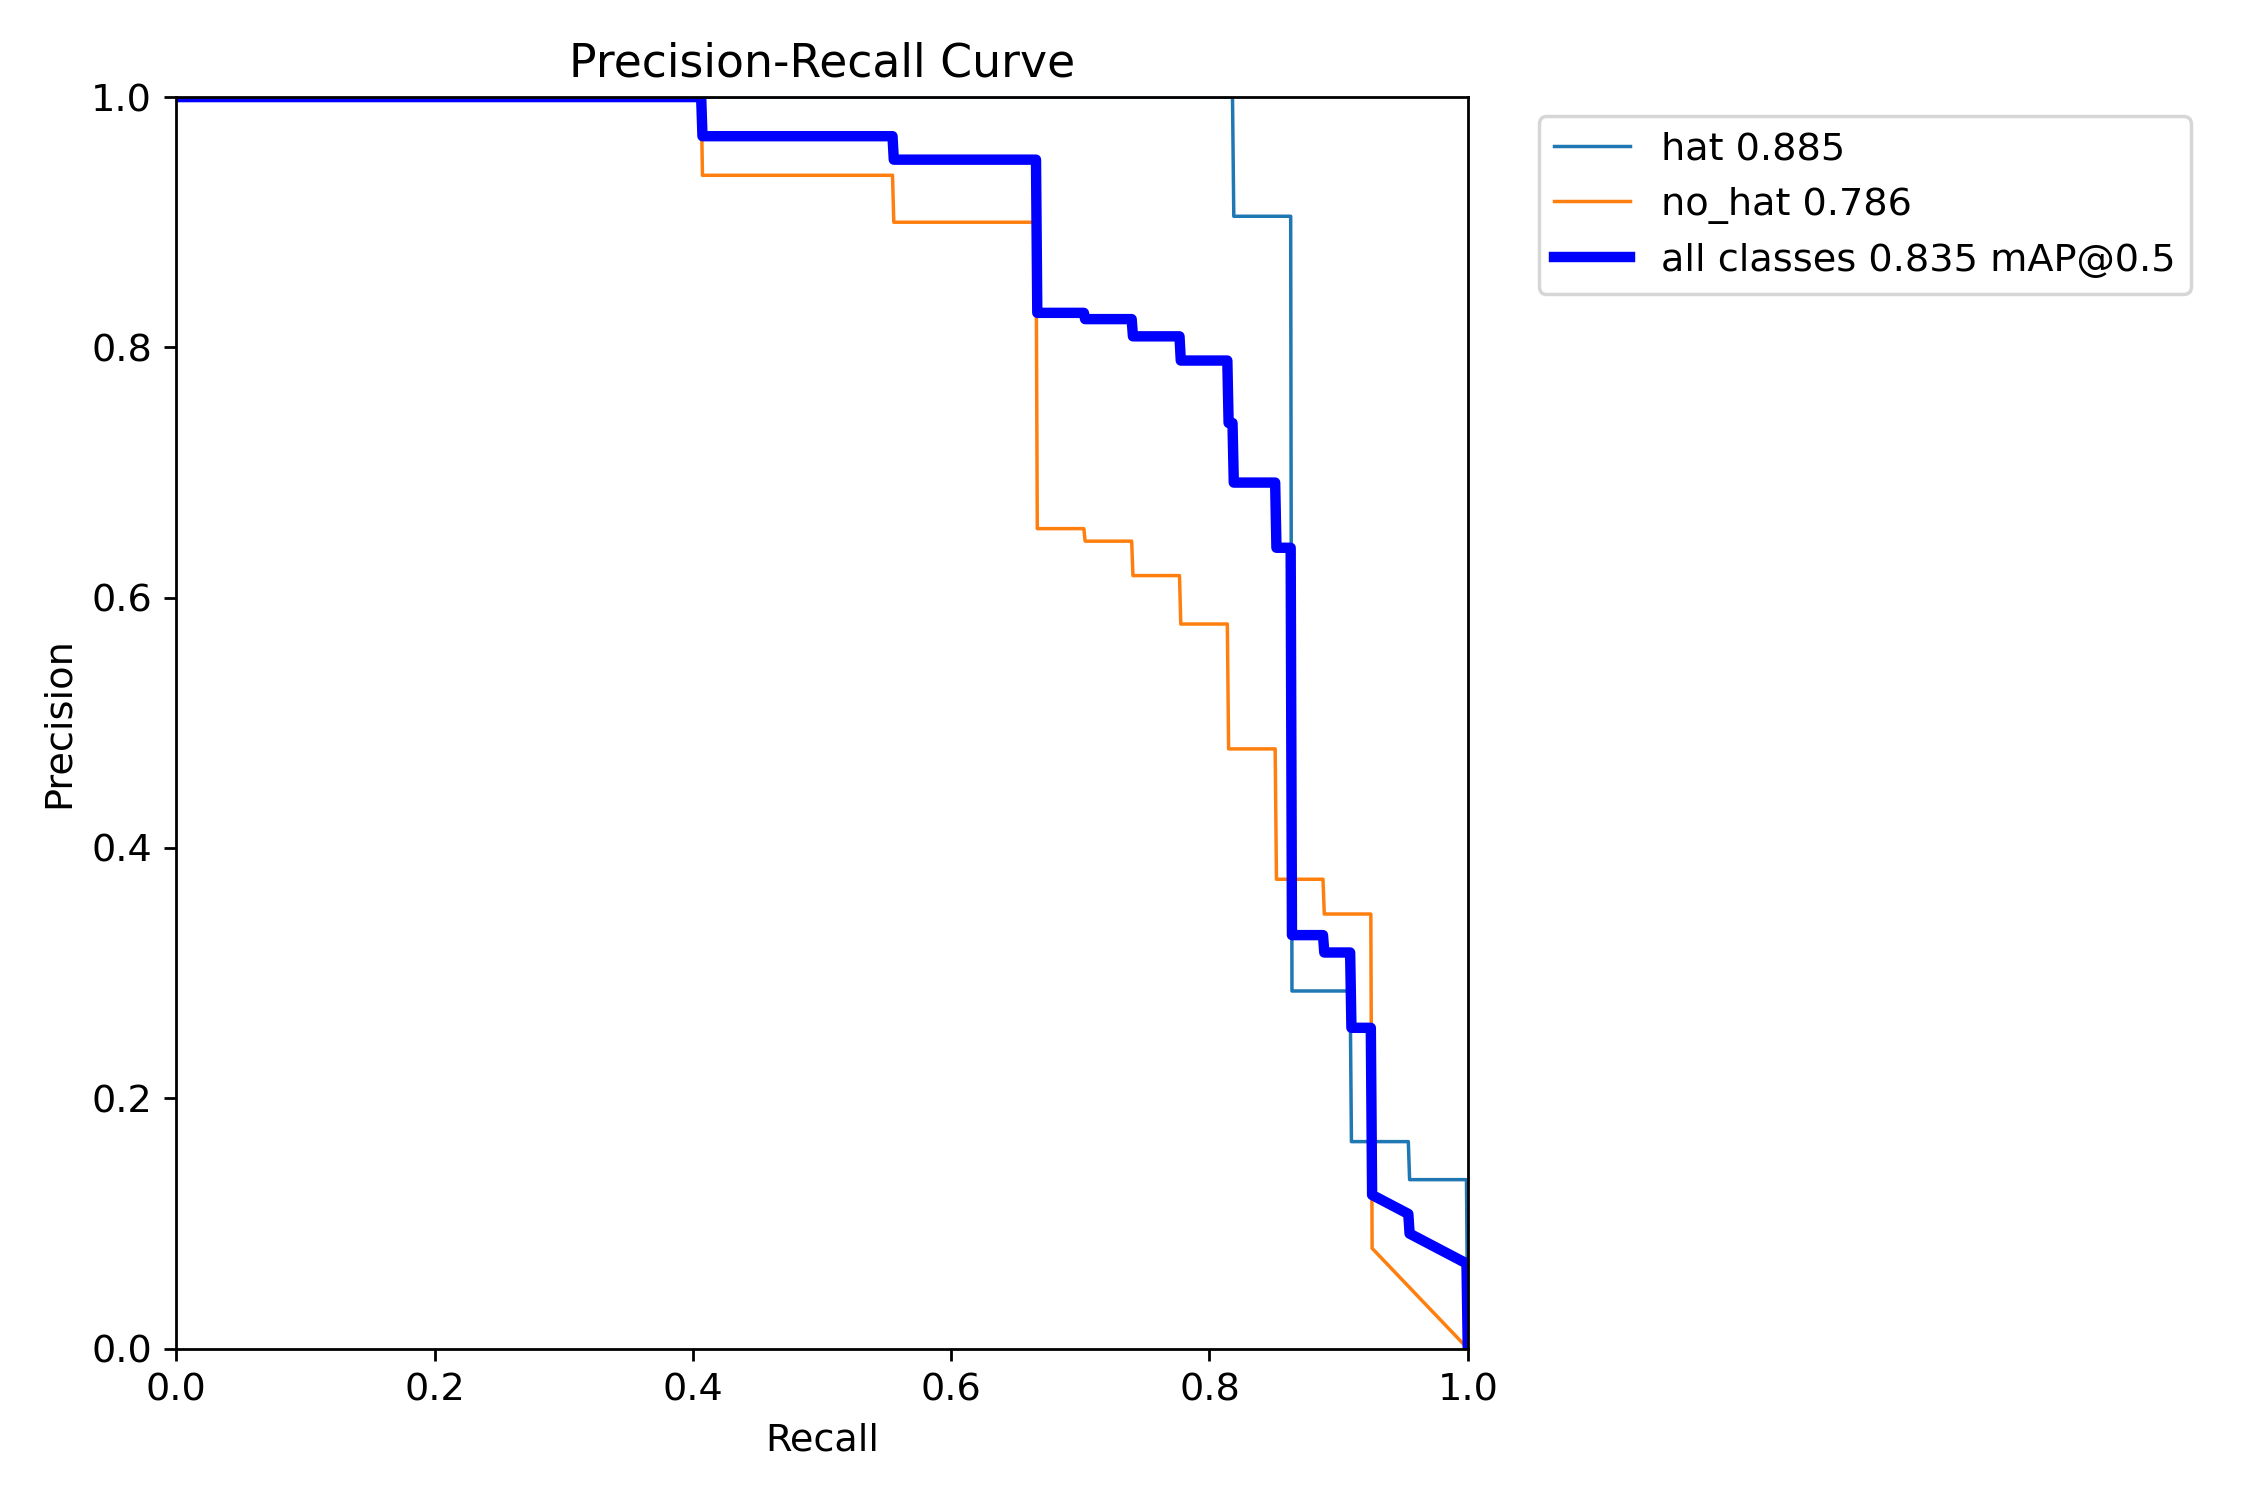 Precision-Recall Curve
1.0
0.8
0.6
0.4
0.2
0.0
Precision
0.0 0.2 0.4 0.6 0.8 1.0
Recall
hat 0.885
no_hat 0.786
all classes 0.835 mAP@0.5